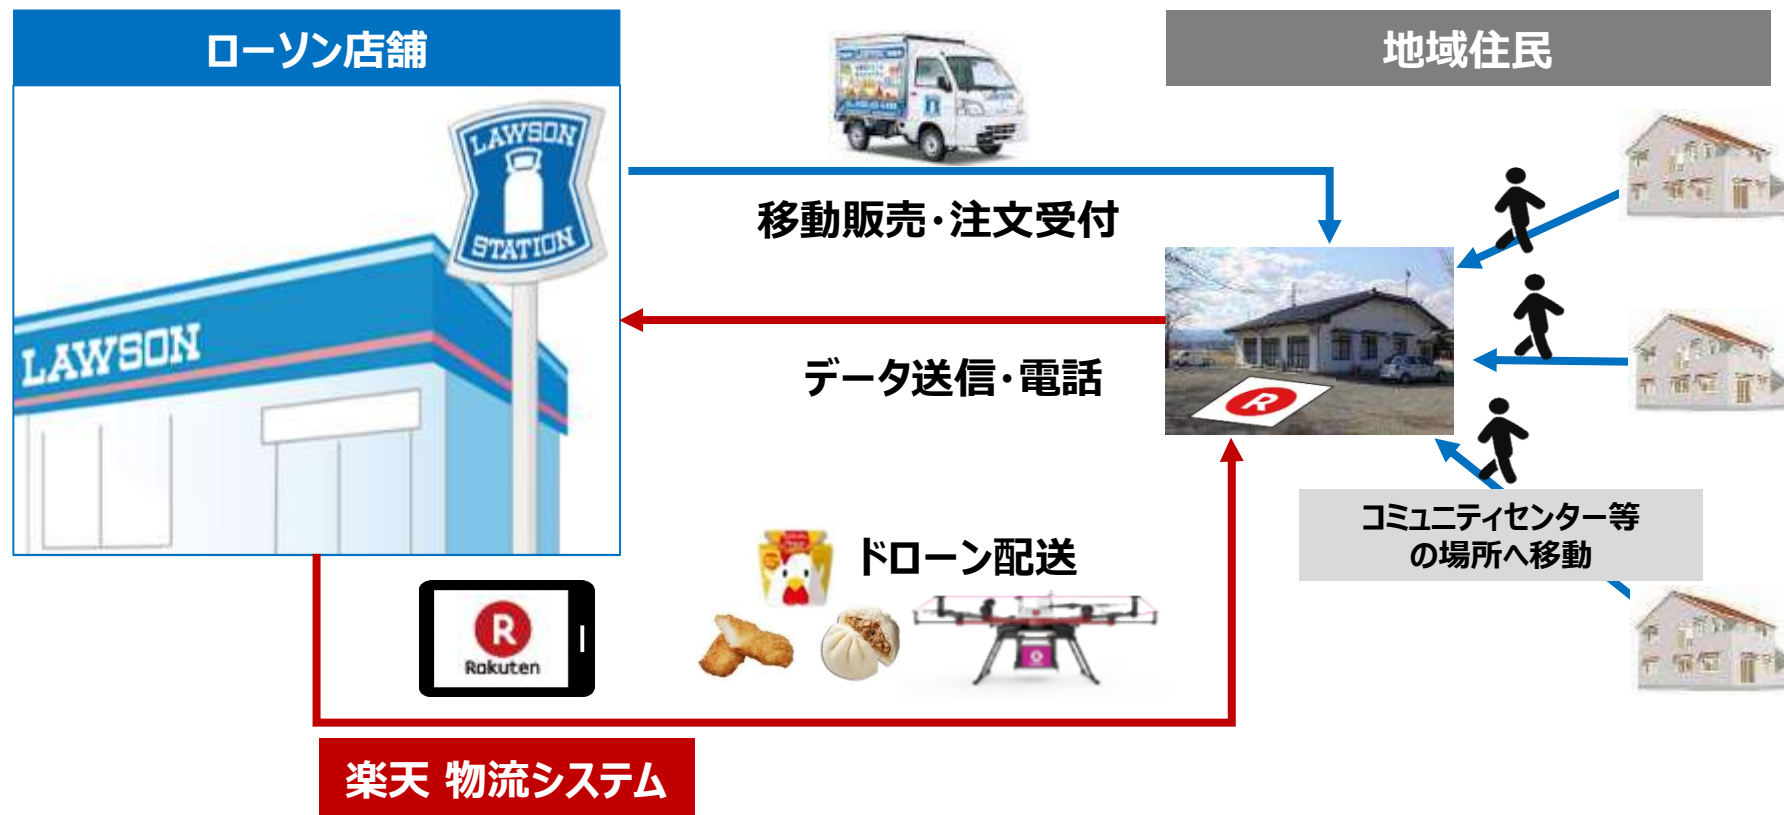 ローソン店舗
地域住民
LAWSON
STATION
LAWSON
移動販売・注文受付
データ送信・電話
R
コミュニティセンター等
の場所へ移動
ドローン配送
R
Rakuten
楽天 物流システム